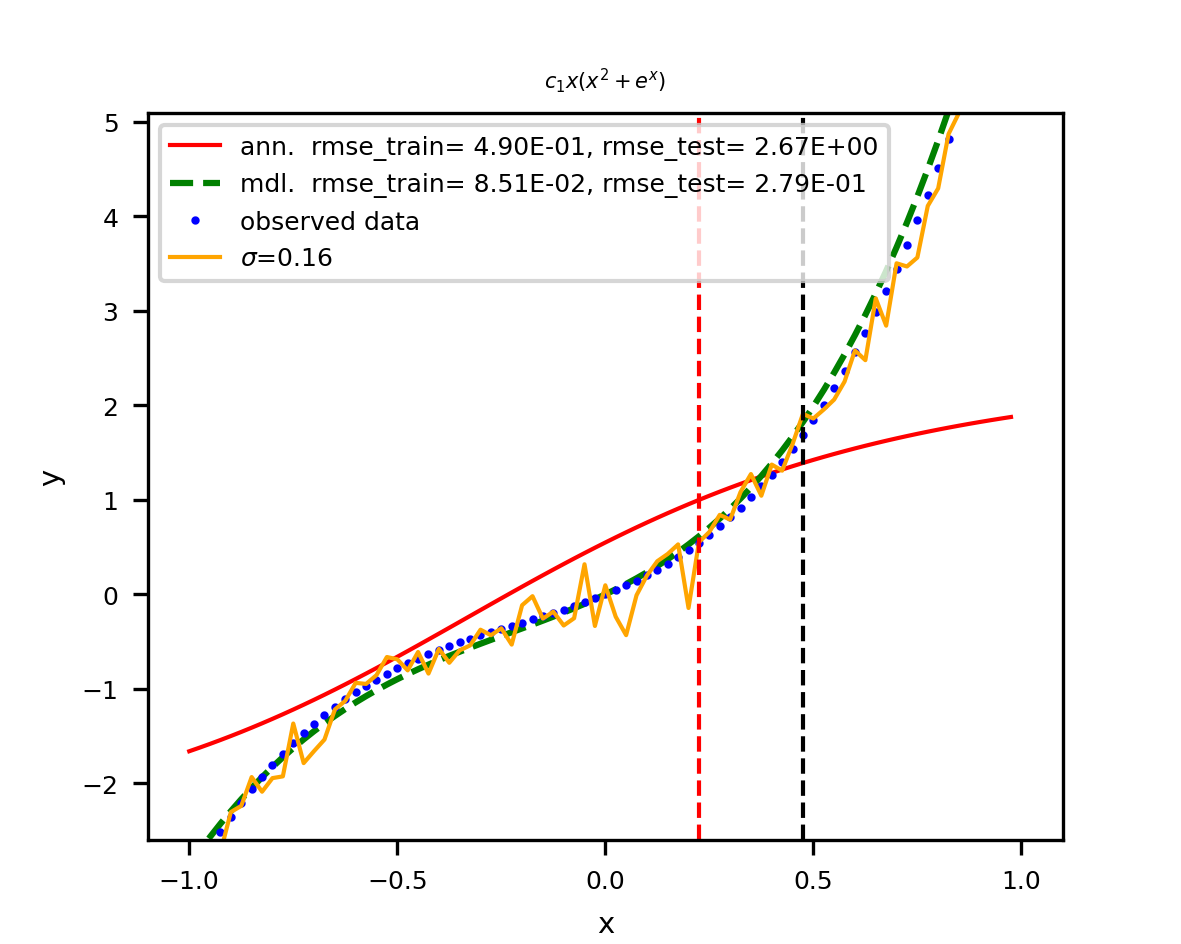 c₁x(x² + eˣ)
ann.  rmse_train= 4.90E-01, rmse_test= 2.67E+00
mdl.  rmse_train= 8.51E-02, rmse_test= 2.79E-01
observed data
σ=0.16
5
4
3
2
1
0
−1
−2
y
−1.0
−0.5
0.0
0.5
1.0
x